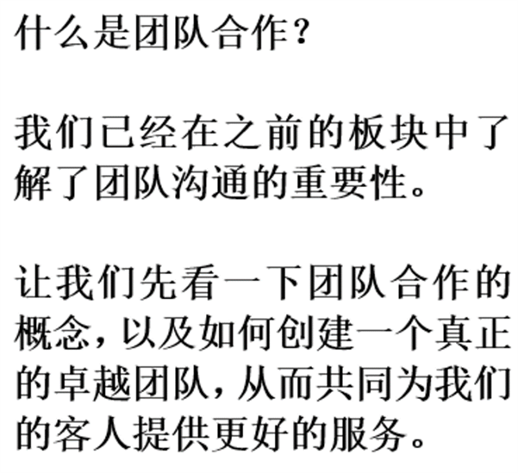 什么是团队合作？
我们已经在之前的板块中了
解了团队沟通的重要性。
让我们先看一下团队合作的
概念，以及如何创建一个真正
的卓越团队，从而共同为我们
的客人提供更好的服务。